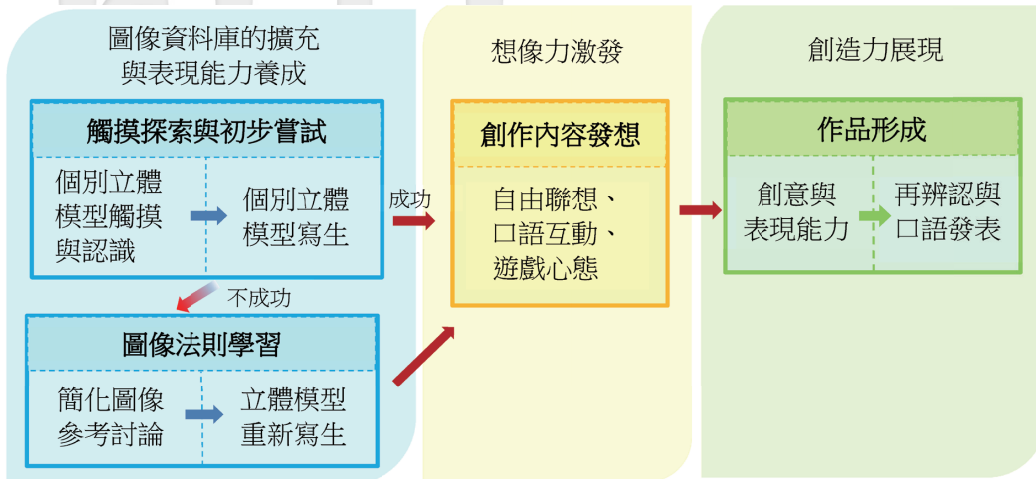 圖像資料庫的擴充
與表現能力養成
觸摸探索與初步嘗試
個別立體
模型觸摸
與認識
個別立體
模型寫生
成功
不成功
圖像法則學習
簡化圖像
參考討論
立體模型
重新寫生
想像力激發
創作內容發想
自由聯想、
口語互動、
遊戲心態
創造力展現
作品形成
創意與
表現能力
再辨認與
口語發表